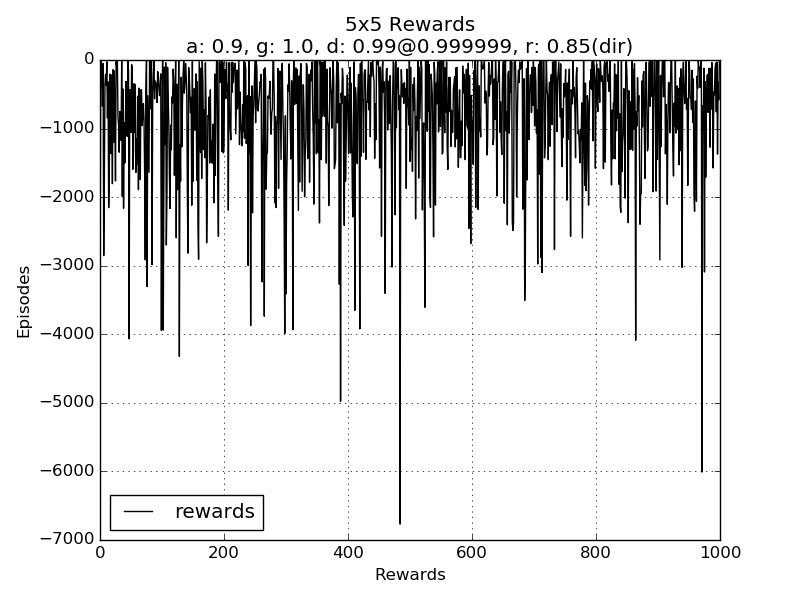 5x5 Rewards
a: 0.9, g: 1.0, d: 0.99@0.999999, r: 0.85(dir)
0
−1000
−2000
−3000
−4000
−5000
−6000
−7000
Episodes
rewards
0 200 400 600 800 1000
Rewards